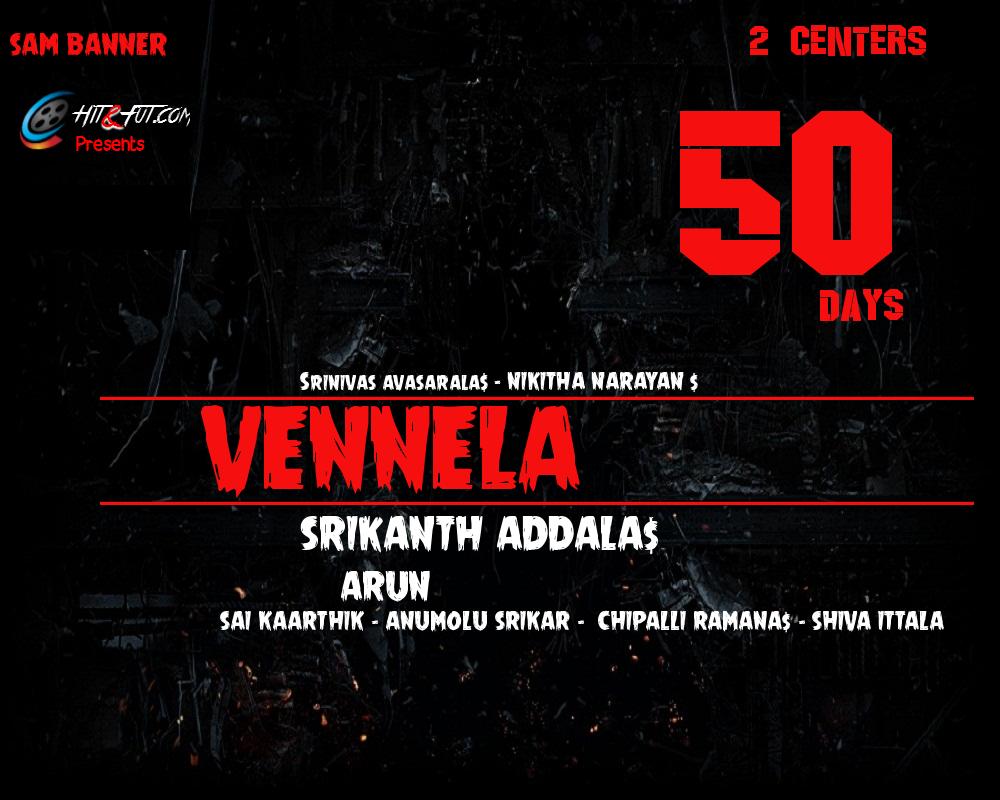 SAM BANNER
2 CENTERS
HIT&FUT.COM
Presents
50
DAYS
SRINIVAS AVASARALA$ - NIKITHA NARAYAN $
VENNELA
SRIKANTH ADDALA$
ARUN
SAI KAARTHIK - ANUMOLU SRIKAR - CHIPALLI RAMANA$ - SHIVA ITTALA